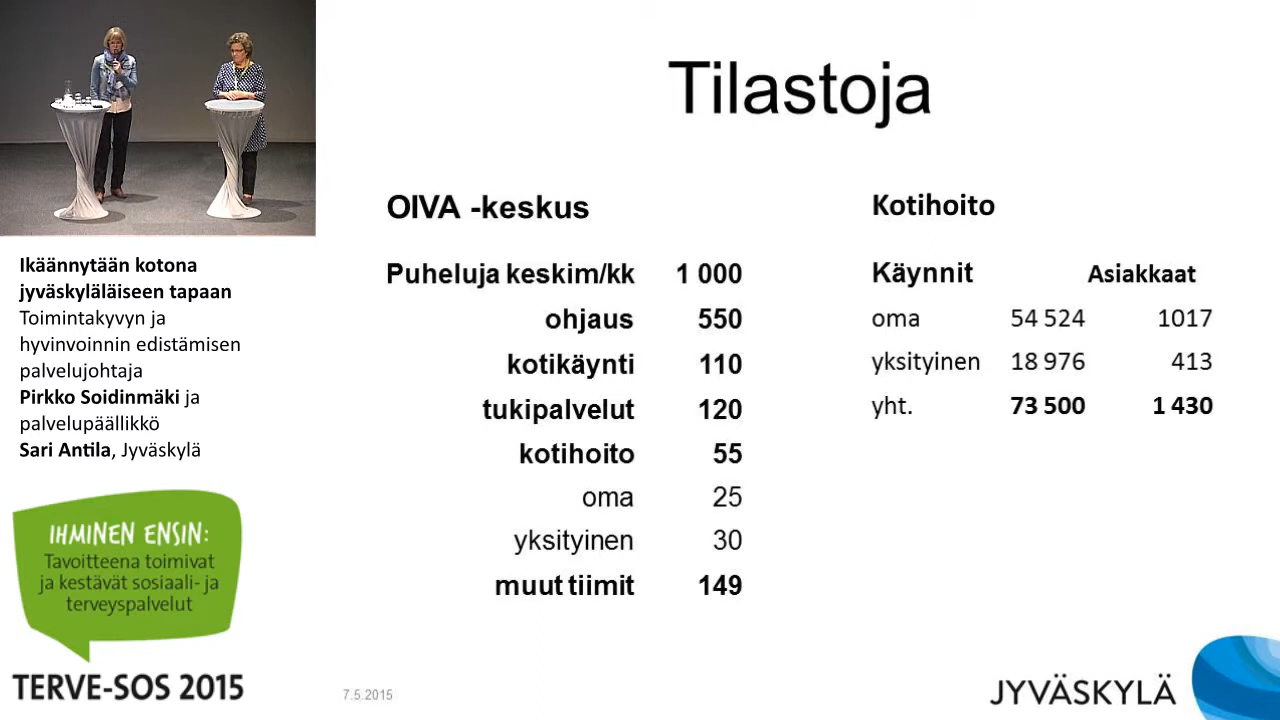 Tilastoja
OIVA -keskus
Puheluja keskim/kk 1 000
ohjaus 550
kotikäynti 110
tukipalvelut 120
kotihoito 55
oma 25
yksityinen 30
muut tiimit 149
Kotihoito
Käynnit Asiakkaat
oma 54 524 1017
yksityinen 18 976 413
yht. 73 500 1 430
Ikäännytään kotona
jyväskyläläiseen tapaan
Toimintakyvyn ja
hyvinvoinnin edistämisen
palvelujohtaja
Pirkko Soidinmäki ja
palvelupäällikkö
Sari Antila, Jyväskylä
IHMINEN ENSIN:
Tavoitteena toimivat
ja kestävät sosiaali- ja
terveyspalvelut
TERVE-SOS 2015
7.5.2015
JYVÄSKYLÄ